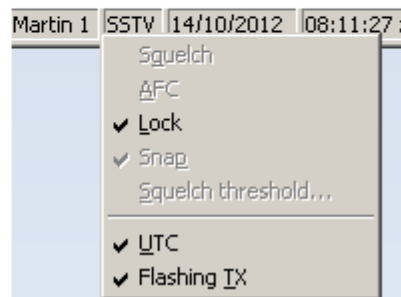 Martin 1 SSTV 14/10/2012 08:11:27
Squelch
AFC
Lock
Snap
Squelch threshold...
UTC
Flashing TX